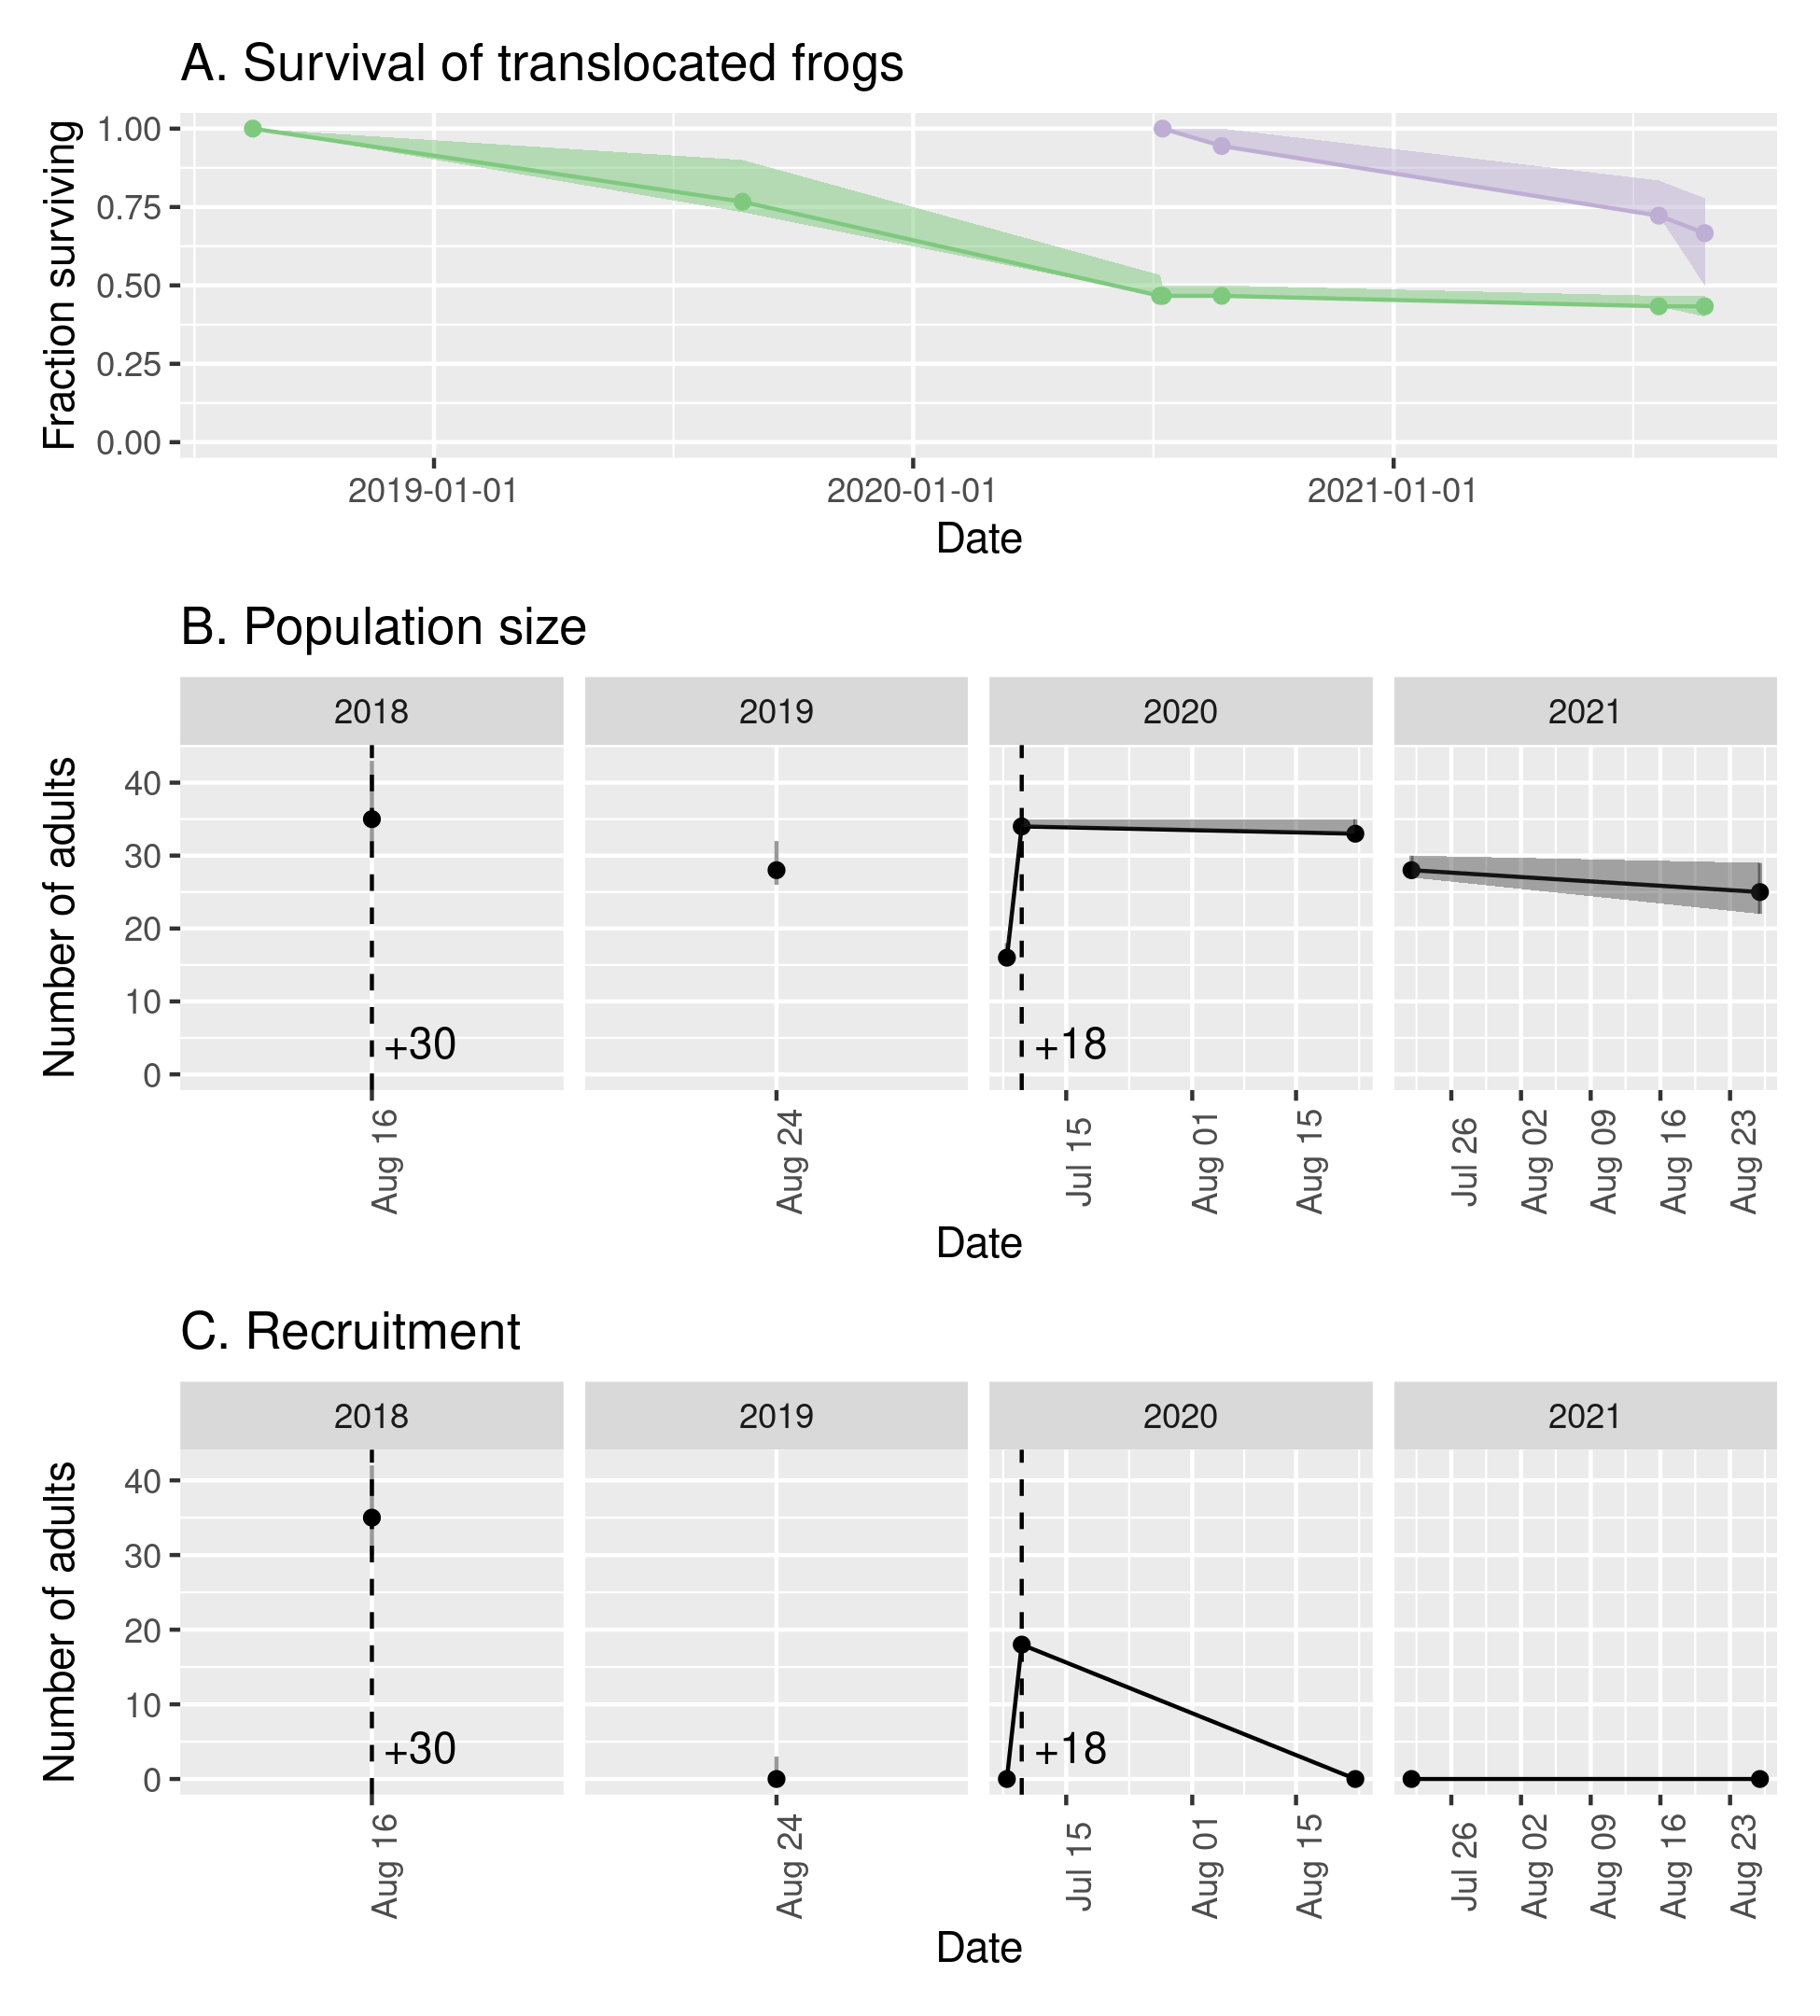 A. Survival of translocated frogs
Fraction surviving
1.00
0.75
0.50
0.25
0.00
2019-01-01 2020-01-01 2021-01-01
Date
B. Population size
2018 2019 2020 2021
Number of adults
40
30
20
10
0
+30 +18
Aug 16 Aug 24 Jul 15 Aug 01 Aug 15 Jul 26 Aug 02 Aug 09 Aug 16 Aug 23
Date
C. Recruitment
2018 2019 2020 2021
Number of adults
40
30
20
10
0
+30 +18
Aug 16 Aug 24 Jul 15 Aug 01 Aug 15 Jul 26 Aug 02 Aug 09 Aug 16 Aug 23
Date